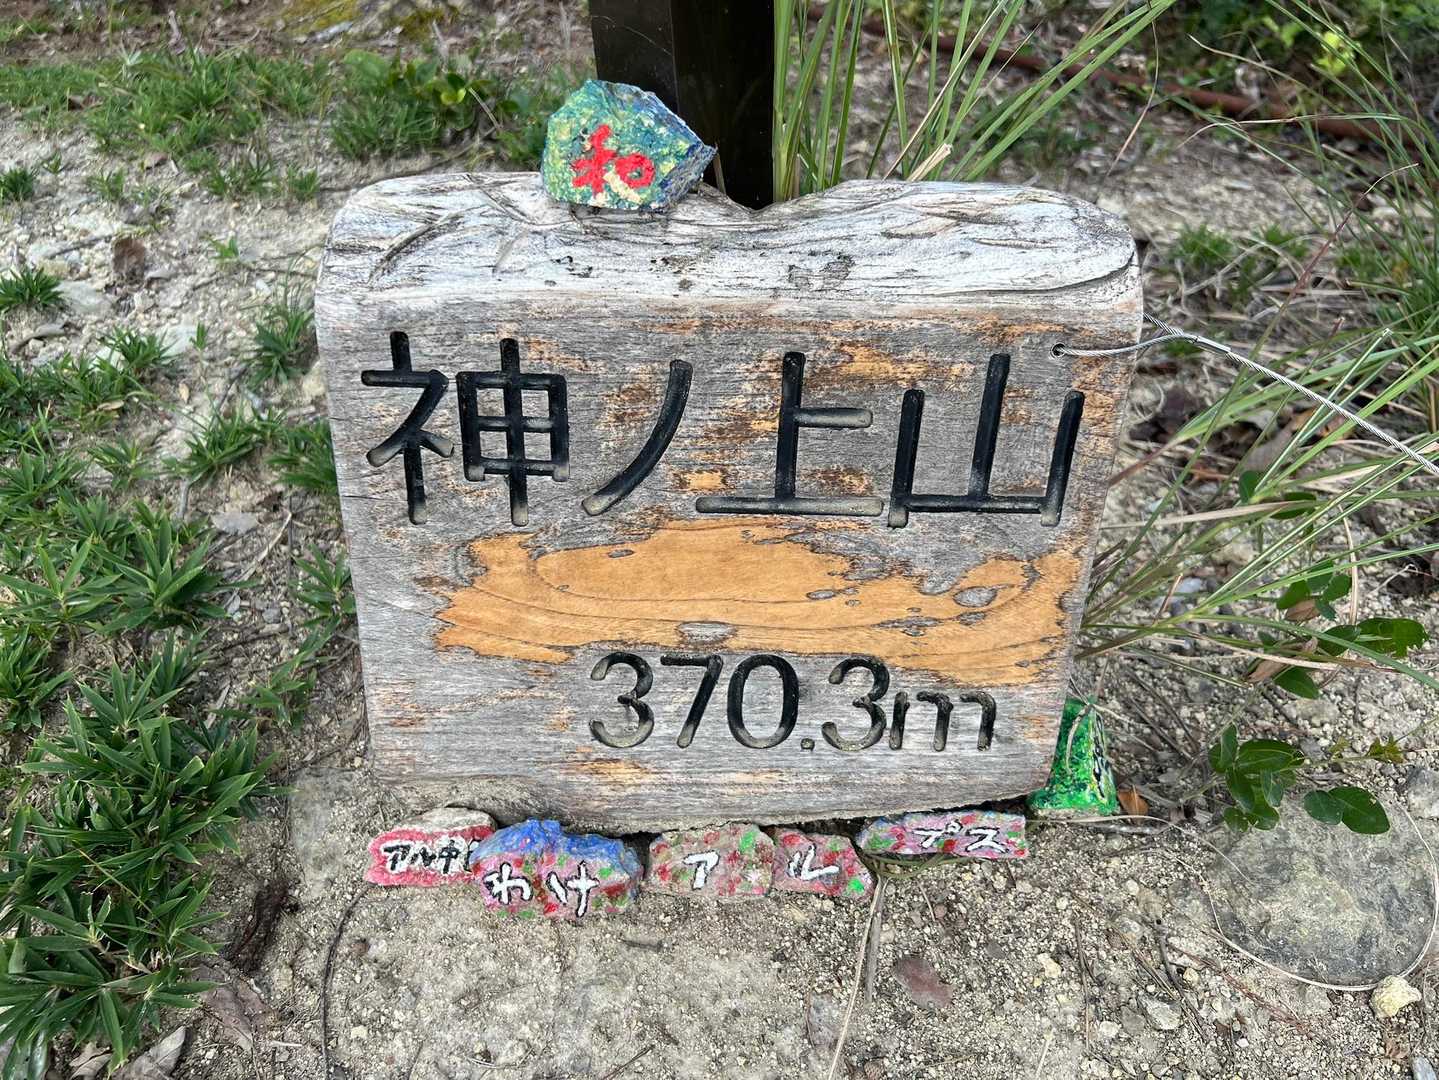 和
神ノ上山
370.3m
わけ アルプス